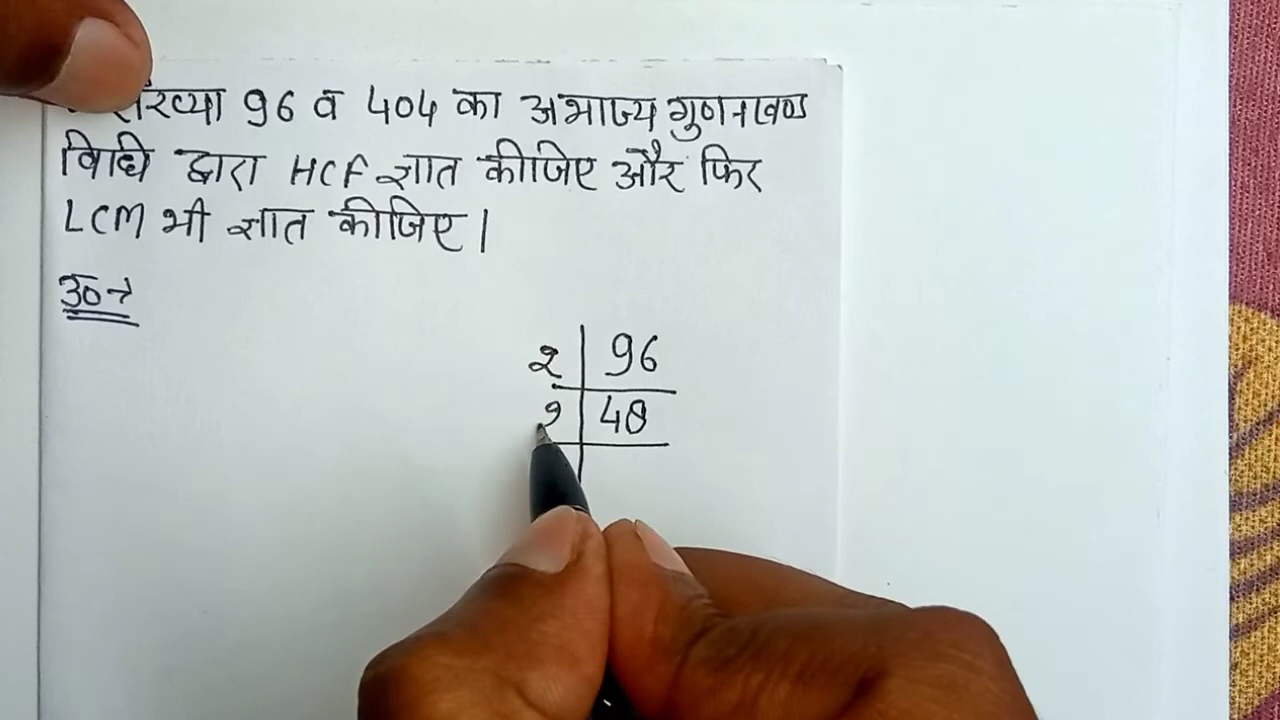 संख्या 96 व 404 का अभाज्य गुणनखण्ड
विधि द्वारा HCF ज्ञात कीजिए और फिर
LCM भी ज्ञात कीजिए।
उ०→
2 | 96
2 | 48